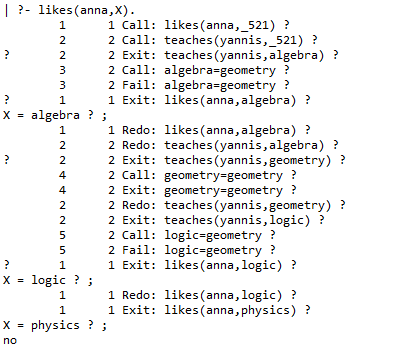 | ?- likes(anna,X).
        1      1 Call: likes(anna,_521) ?
        2      2 Call: teaches(yannis,_521) ?
?       2      2 Exit: teaches(yannis,algebra) ?
        3      2 Call: algebra=geometry ?
        3      2 Fail: algebra=geometry ?
?       1      1 Exit: likes(anna,algebra) ?
X = algebra ? ;
        1      1 Redo: likes(anna,algebra) ?
        2      2 Redo: teaches(yannis,algebra) ?
?       2      2 Exit: teaches(yannis,geometry) ?
        4      2 Call: geometry=geometry ?
        4      2 Exit: geometry=geometry ?
        2      2 Redo: teaches(yannis,geometry) ?
        2      2 Exit: teaches(yannis,logic) ?
        5      2 Call: logic=geometry ?
        5      2 Fail: logic=geometry ?
?       1      1 Exit: likes(anna,logic) ?
X = logic ? ;
        1      1 Redo: likes(anna,logic) ?
        1      1 Exit: likes(anna,physics) ?
X = physics ? ;
no